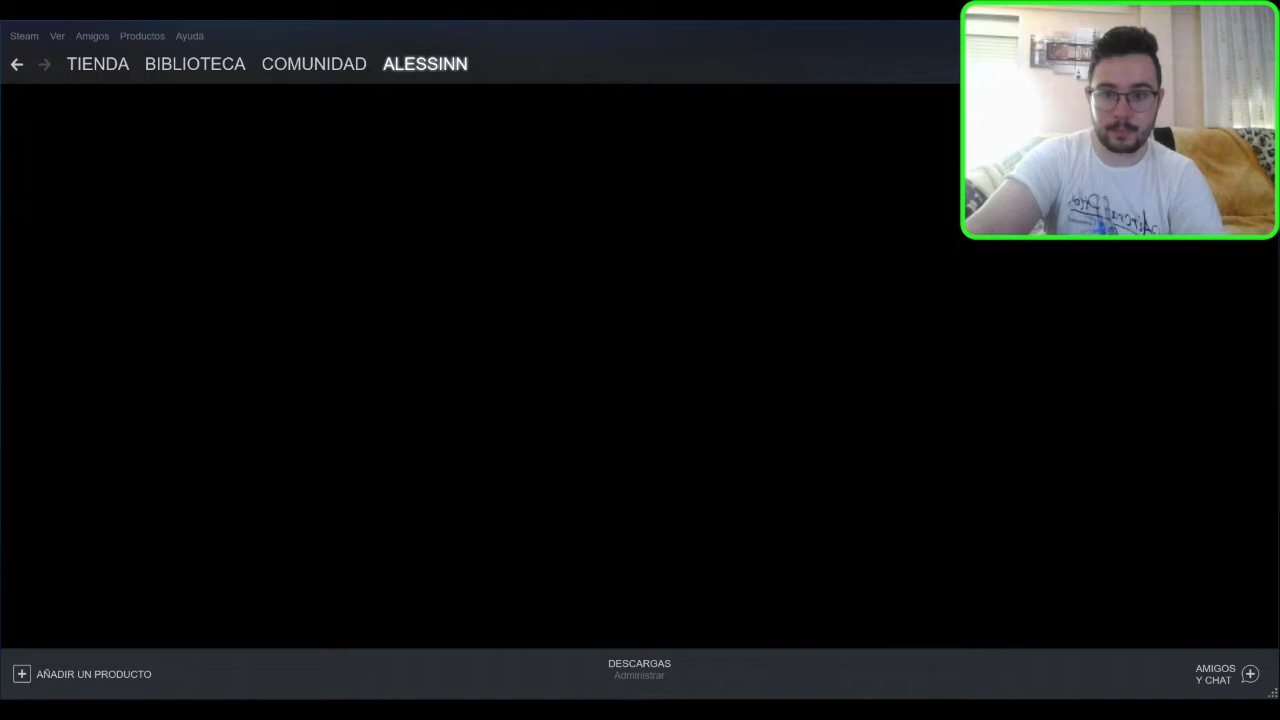 Steam Ver Amigos Productos Ayuda
TIENDA BIBLIOTECA COMUNIDAD ALESSINN
AÑADIR UN PRODUCTO
DESCARGAS
Administrar
AMIGOS
Y CHAT